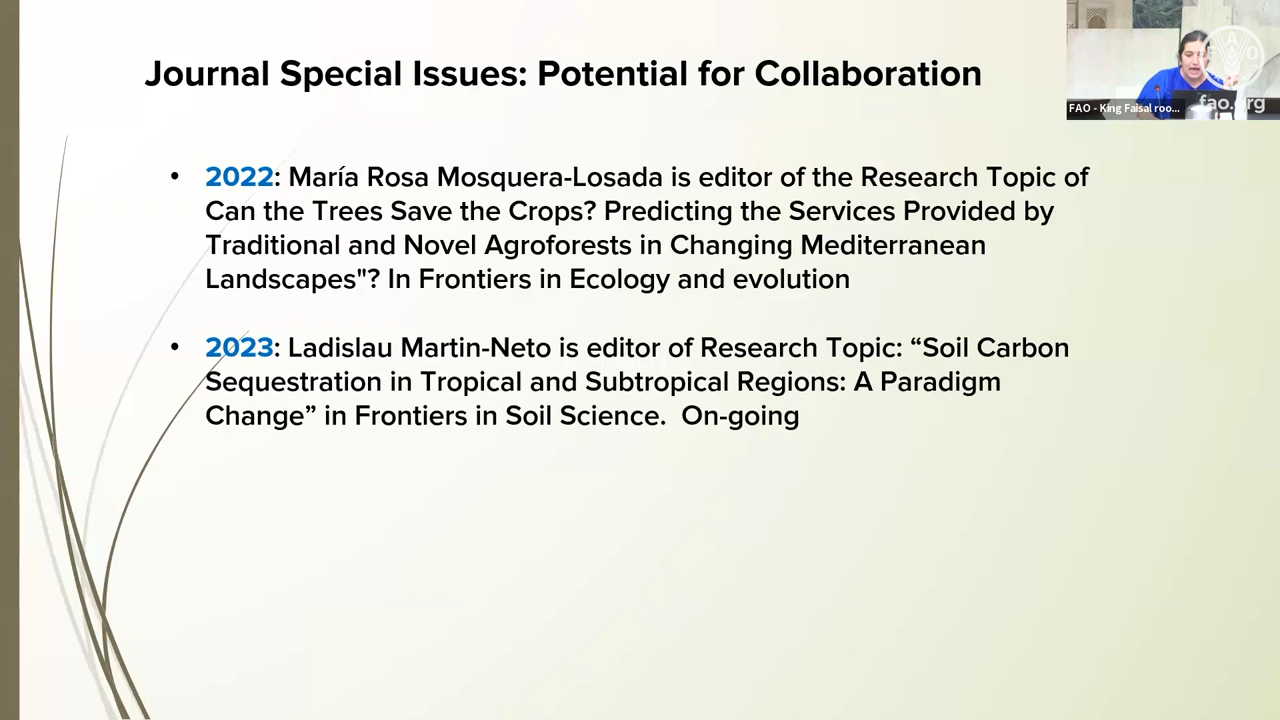 Journal Special Issues: Potential for Collaboration
FAO - King Faisal roo...
fao.org
• 2022: María Rosa Mosquera-Losada is editor of the Research Topic of
Can the Trees Save the Crops? Predicting the Services Provided by
Traditional and Novel Agroforests in Changing Mediterranean
Landscapes"? In Frontiers in Ecology and evolution
• 2023: Ladislau Martin-Neto is editor of Research Topic: “Soil Carbon
Sequestration in Tropical and Subtropical Regions: A Paradigm
Change” in Frontiers in Soil Science.  On-going